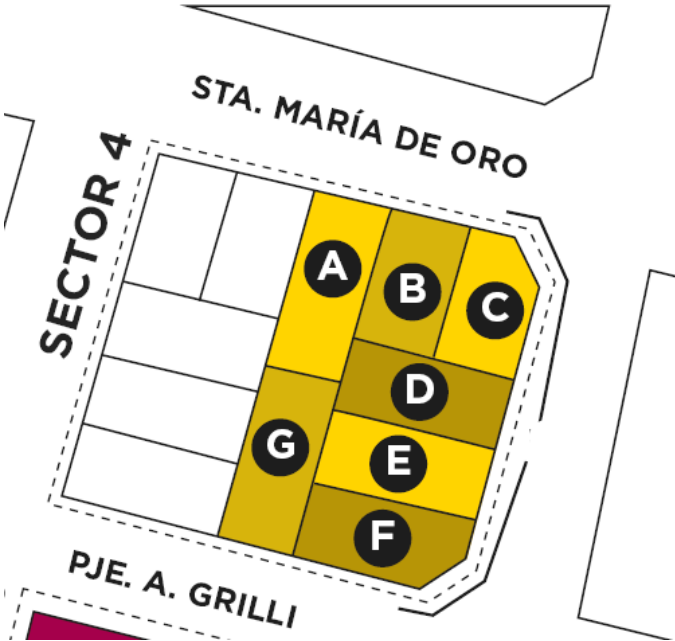 STA. MARÍA DE ORO
SECTOR 4
A
B
C
D
E
G
F
PJE. A. GRILLI